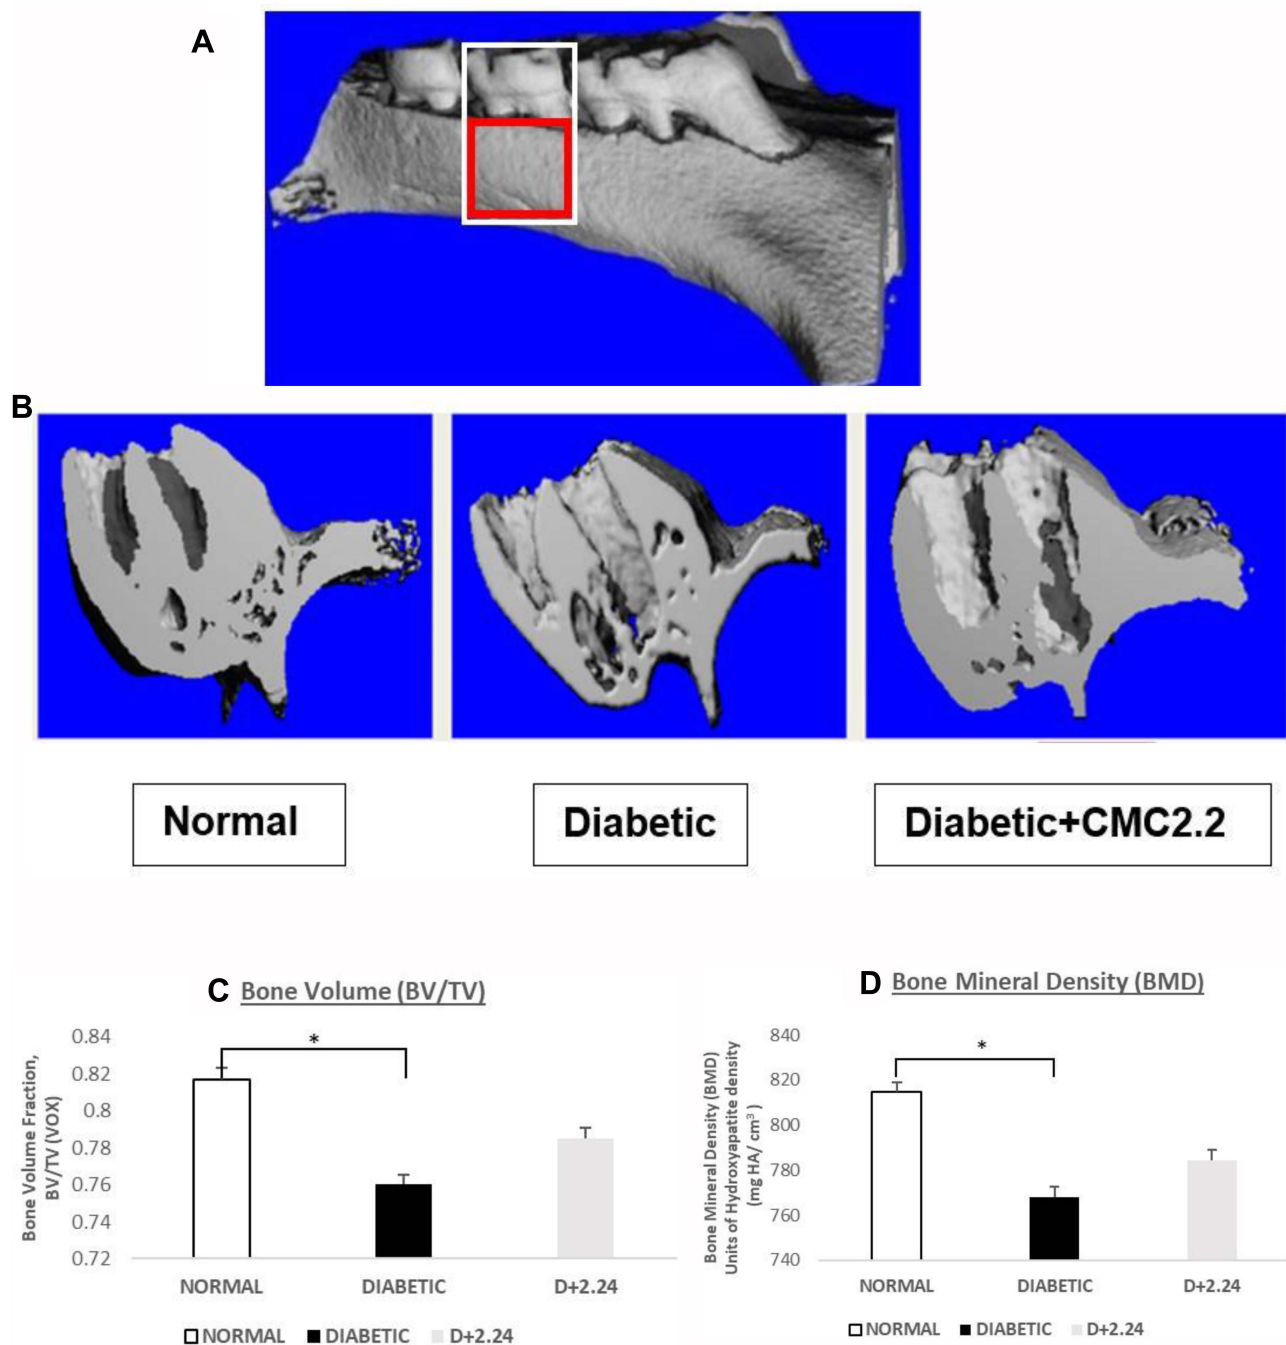 A
B
Normal
Diabetic
Diabetic+CMC2.2
C Bone Volume (BV/TV)
Bone Volume Fraction,
BV/TV (VOX)
0.84
0.82
0.8
0.78
0.76
0.74
0.72
*
NORMAL DIABETIC D+2.24
NORMAL DIABETIC D+2.24
D Bone Mineral Density (BMD)
Bone Mineral Density (BMD)
Units of Hydroxyapatite density
(mg HA/ cm³ )
840
820
800
780
760
740
*
NORMAL DIABETIC D+2.24
NORMAL DIABETIC D+2.24